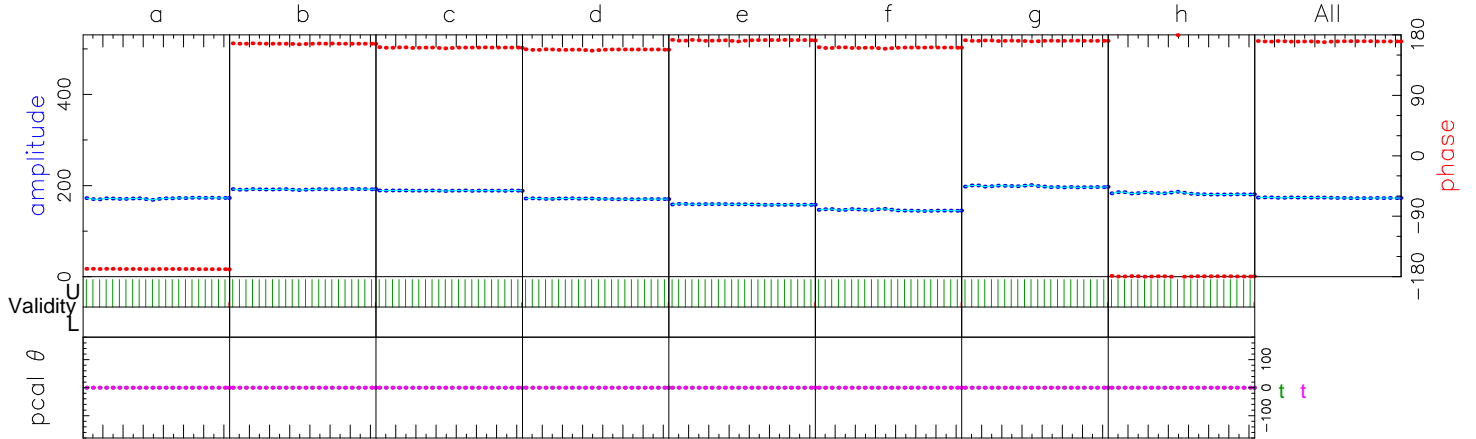 a b c d e f g h All
amplitude
0 200 400
phase
180 90 0 −90 −180
U
Validity
L
pcal θ
100 0 −100
t t